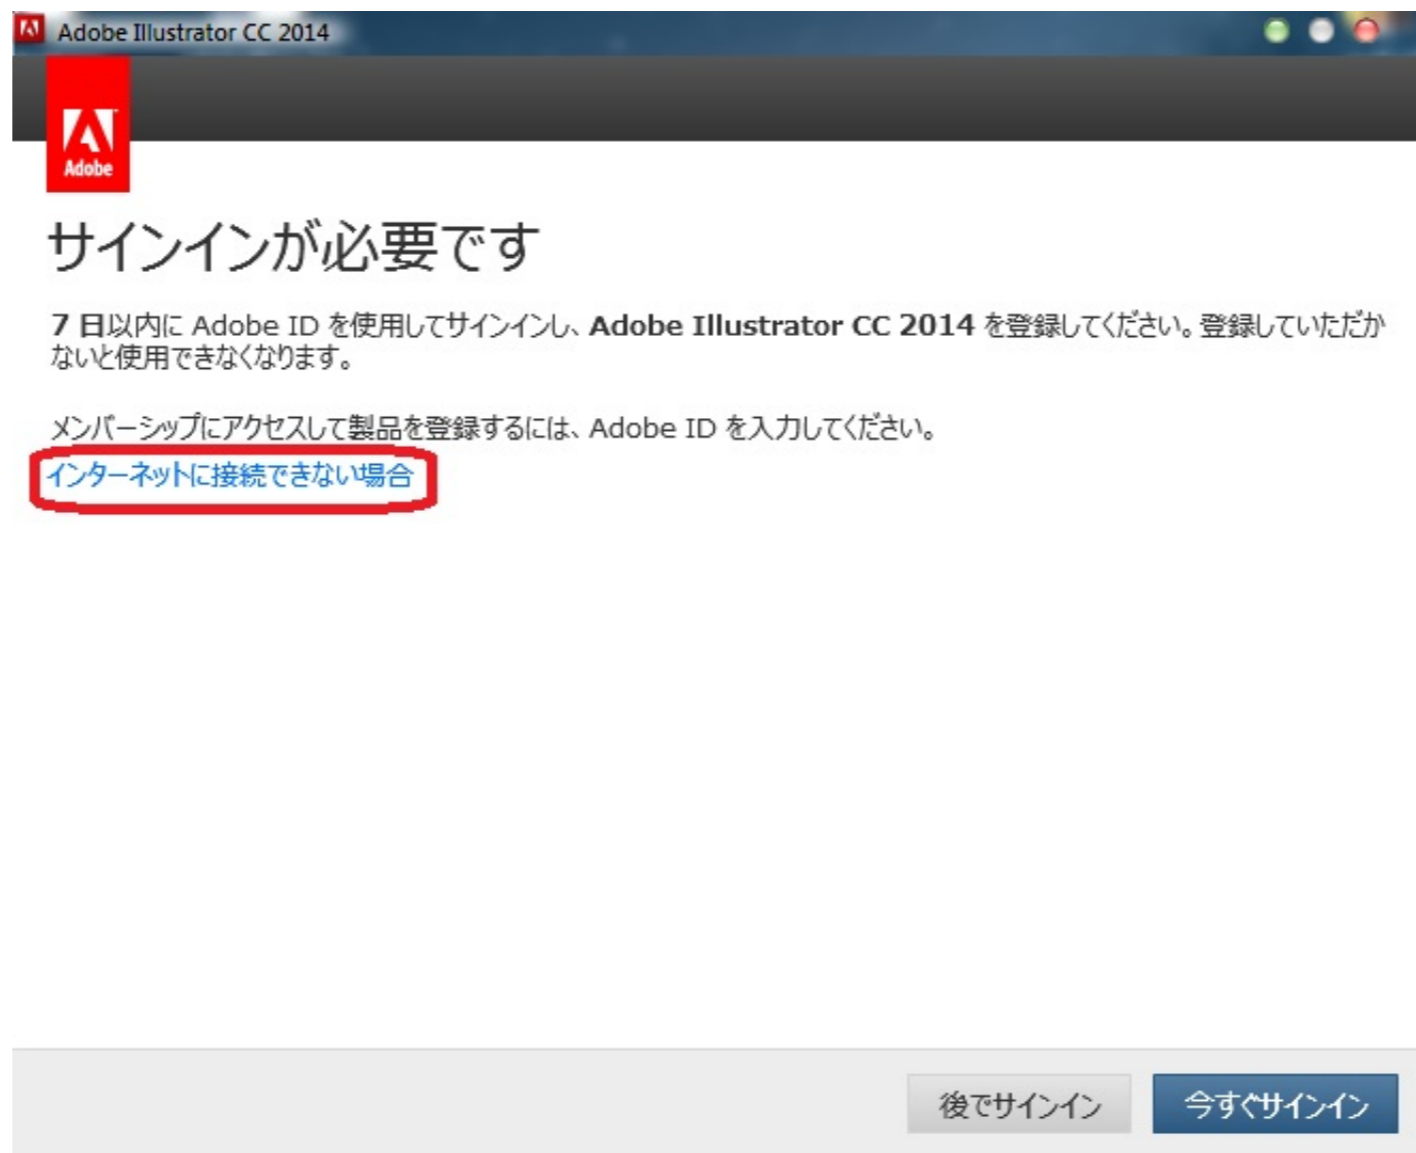 Adobe Illustrator CC 2014
Adobe
サインインが必要です
7 日以内に Adobe ID を使用してサインインし、Adobe Illustrator CC 2014 を登録してください。登録していただか
ないと使用できなくなります。
メンバーシップにアクセスして製品を登録するには、Adobe ID を入力してください。
インターネットに接続できない場合
後でサインイン
今すぐサインイン